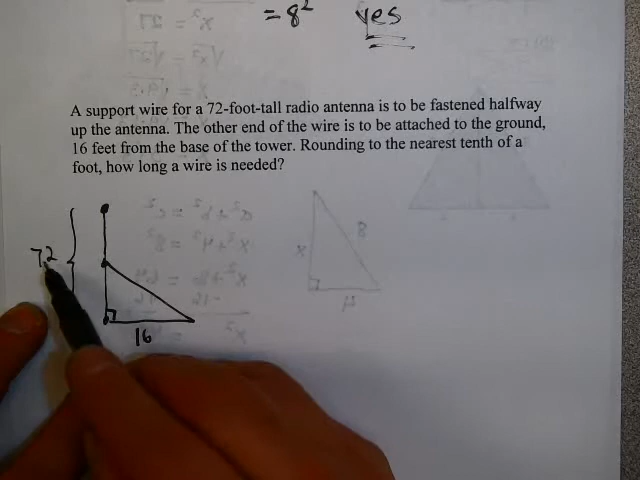 = 8² yes
A support wire for a 72-foot-tall radio antenna is to be fastened halfway
up the antenna. The other end of the wire is to be attached to the ground,
16 feet from the base of the tower. Rounding to the nearest tenth of a
foot, how long a wire is needed?
72
16